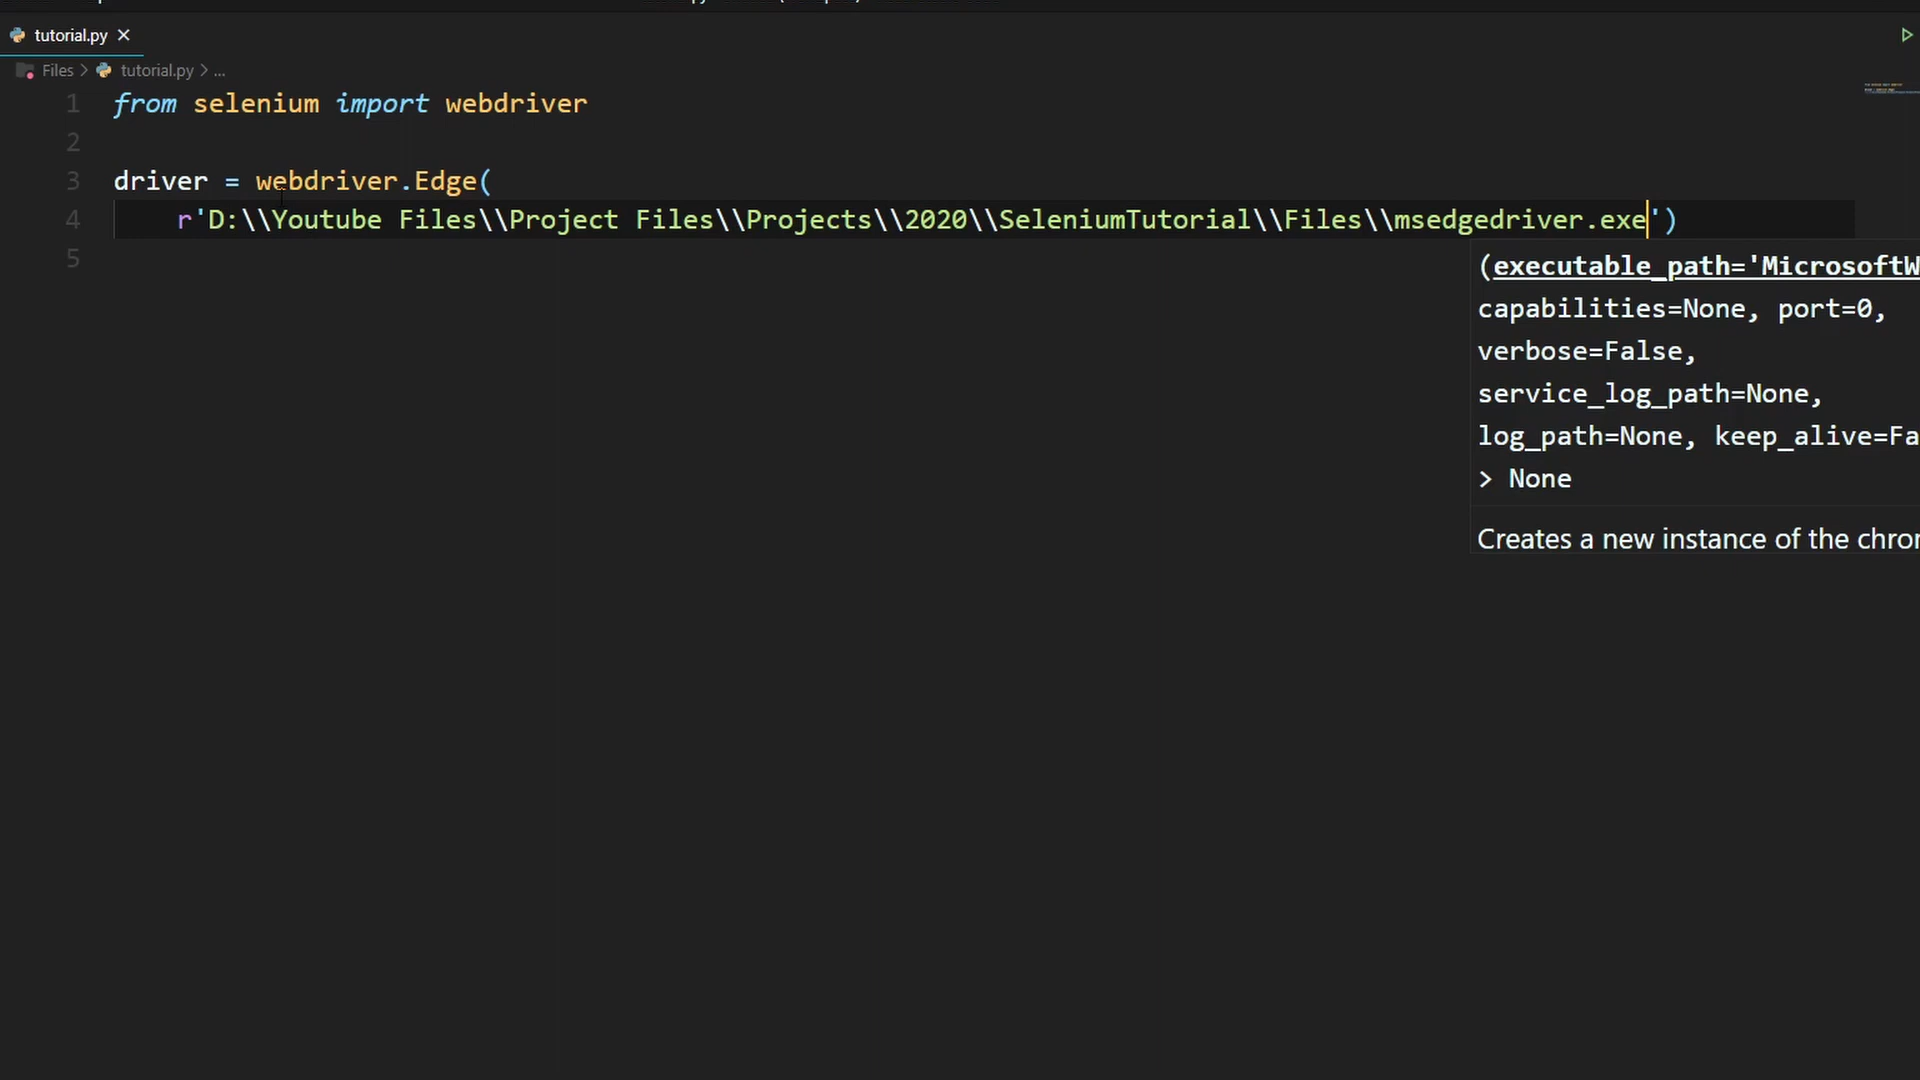 tutorial.py
Files > tutorial.py > ...
1 from selenium import webdriver
2
3 driver = webdriver.Edge(
4 r'D:\\Youtube Files\\Project Files\\Projects\\2020\\SeleniumTutorial\\Files\\msedgedriver.exe')
5
(executable_path='MicrosoftW
capabilities=None, port=0,
verbose=False,
service_log_path=None,
log_path=None, keep_alive=Fa
> None
Creates a new instance of the chror